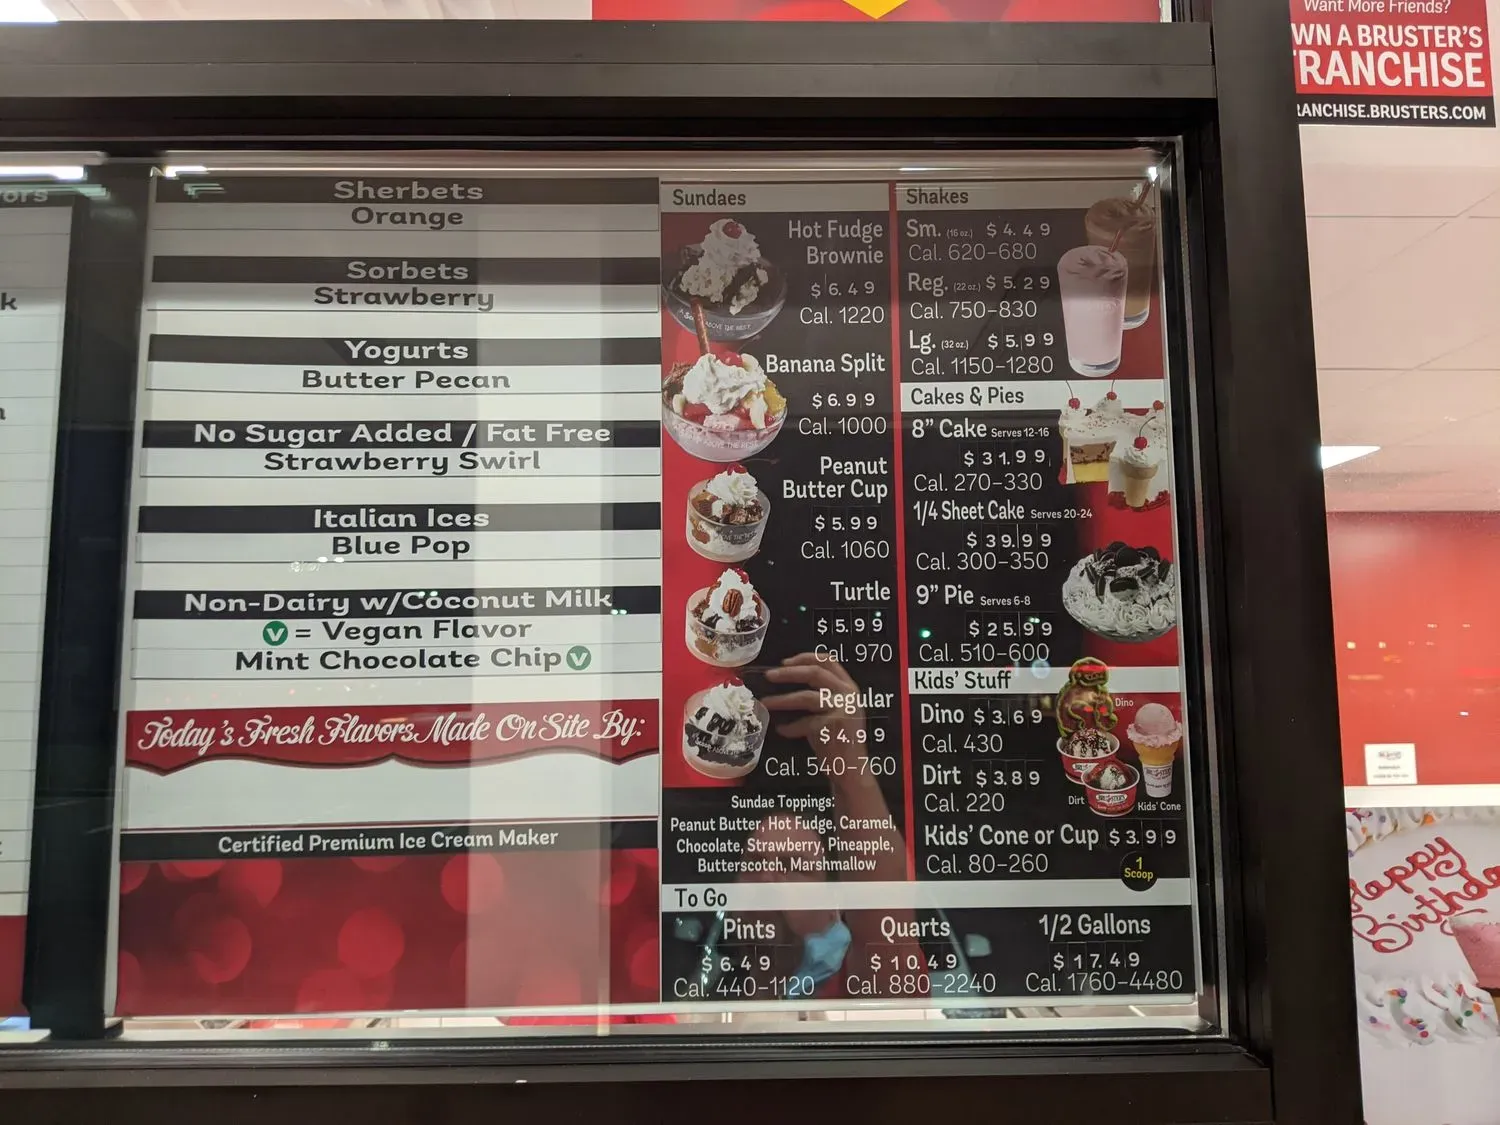 Want More Friends?
WN A BRUSTER'S
RANCHISE
RANCHISE.BRUSTERS.COM
ors
k
Sherbets
Orange
Sorbets
Strawberry
Yogurts
Butter Pecan
No Sugar Added / Fat Free
Strawberry Swirl
Italian Ices
Blue Pop
Non-Dairy w/Coconut Milk
V = Vegan Flavor
Mint Chocolate Chip V
Today's Fresh Flavors Made On Site By:
Certified Premium Ice Cream Maker
Sundaes
Hot Fudge
Brownie
$6.49
Cal. 1220
Banana Split
$6.99
Cal. 1000
Peanut
Butter Cup
$5.99
Cal. 1060
Turtle
$5.99
Cal. 970
Regular
$4.99
Cal. 540-760
Sundae Toppings:
Peanut Butter, Hot Fudge, Caramel,
Chocolate, Strawberry, Pineapple,
Butterscotch, Marshmallow
Shakes
Sm. (16 oz.) $4.49
Cal. 620-680
Reg. (22 oz.) $5.29
Cal. 750-830
Lg. (32 oz.) $5.99
Cal. 1150-1280
Cakes & Pies
8" Cake Serves 12-16
$31.99
Cal. 270-330
1/4 Sheet Cake Serves 20-24
$39.99
Cal. 300-350
9" Pie Serves 6-8
$25.99
Cal. 510-600
Kids' Stuff
Dino $3.69
Cal. 430
Dirt $3.89
Cal. 220
Kids' Cone or Cup $3.99
Cal. 80-260
1
Scoop
Dino
Dirt
Kids' Cone
To Go
Pints
$6.49
Cal. 440-1120
Quarts
$10.49
Cal. 880-2240
1/2 Gallons
$17.49
Cal. 1760-4480
Happy
Birthda